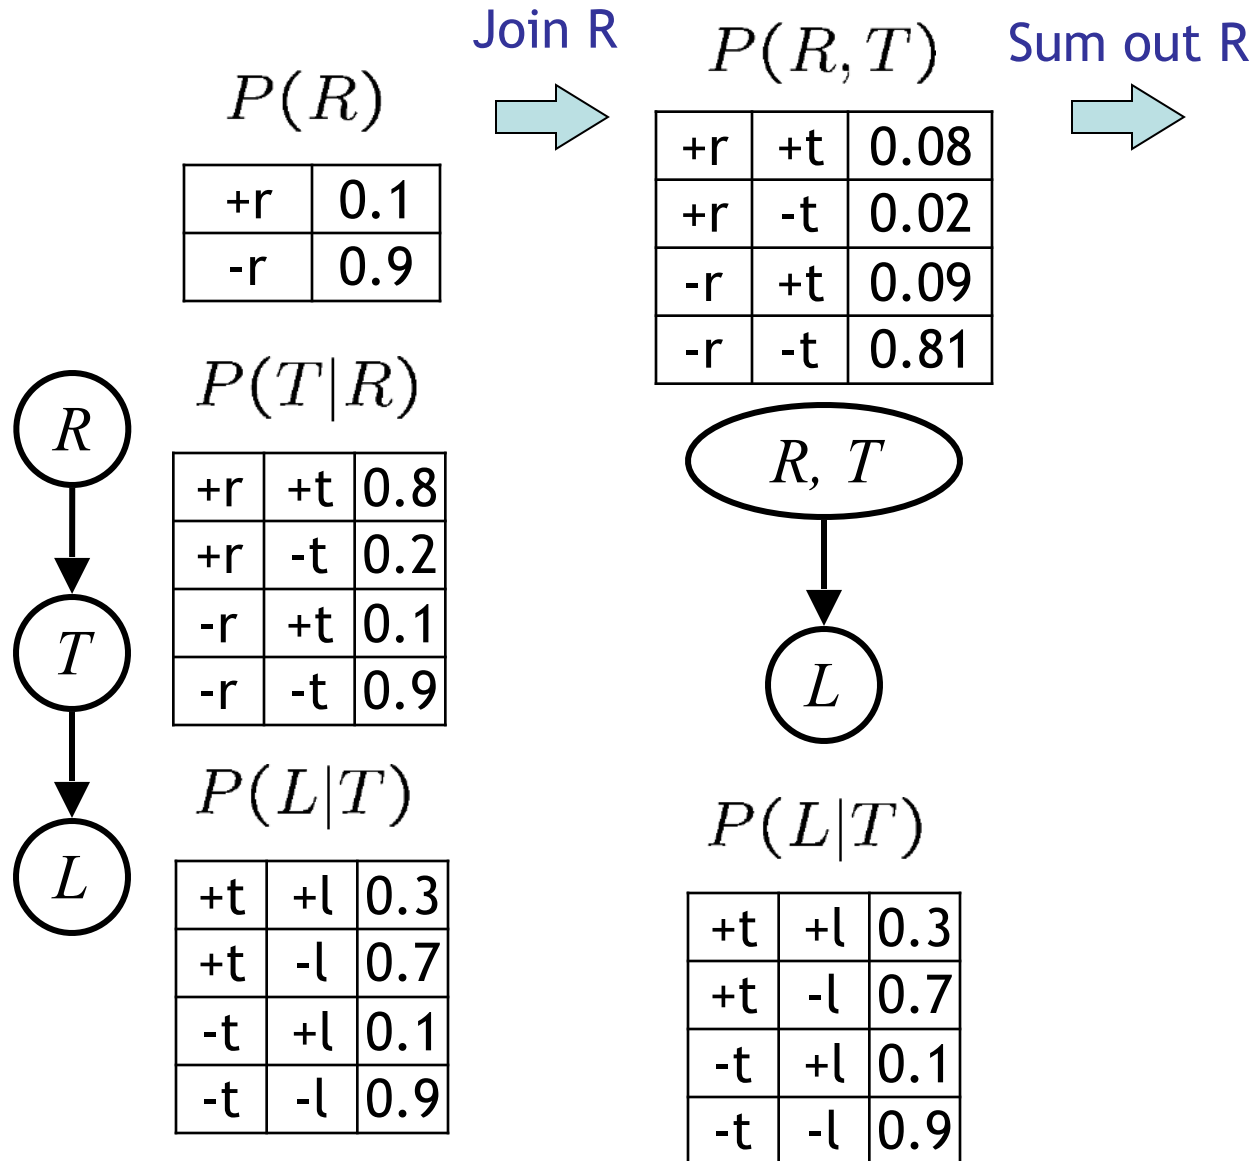 Join R
Sum out R
P(R)
+r 0.1
-r 0.9
P(T|R)
+r +t 0.8
+r -t 0.2
-r +t 0.1
-r -t 0.9
P(L|T)
+t +l 0.3
+t -l 0.7
-t +l 0.1
-t -l 0.9
R
T
L
P(R, T)
+r +t 0.08
+r -t 0.02
-r +t 0.09
-r -t 0.81
R, T
L
P(L|T)
+t +l 0.3
+t -l 0.7
-t +l 0.1
-t -l 0.9